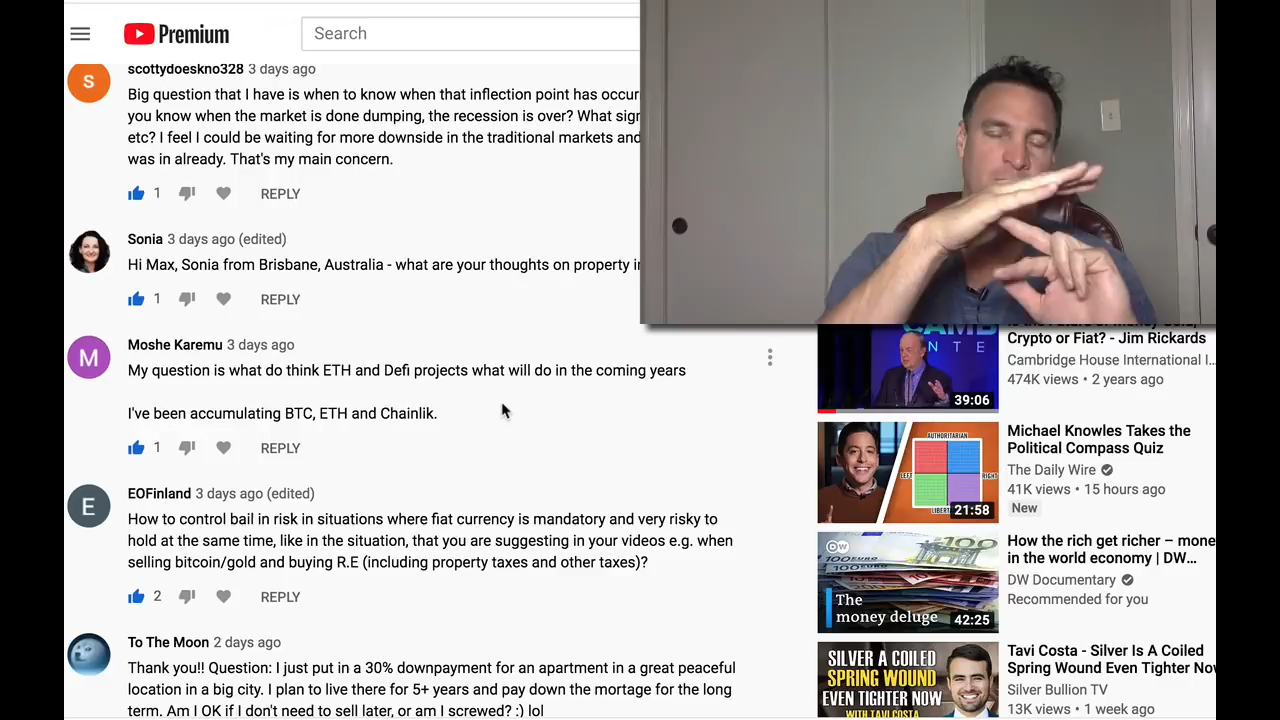 Premium
Search
scottydoeskno328 3 days ago
Big question that I have is when to know when that inflection point has occur
you know when the market is done dumping, the recession is over? What sigr
etc? I feel I could be waiting for more downside in the traditional markets and
was in already. That's my main concern.
1 REPLY
Sonia 3 days ago (edited)
Hi Max, Sonia from Brisbane, Australia - what are your thoughts on property ir
1 REPLY
Moshe Karemu 3 days ago
My question is what do think ETH and Defi projects what will do in the coming years
I've been accumulating BTC, ETH and Chainlik.
1 REPLY
EOFinland 3 days ago (edited)
How to control bail in risk in situations where fiat currency is mandatory and very risky to
hold at the same time, like in the situation, that you are suggesting in your videos e.g. when
selling bitcoin/gold and buying R.E (including property taxes and other taxes)?
2 REPLY
To The Moon 2 days ago
Thank you!! Question: I just put in a 30% downpayment for an apartment in a great peaceful
location in a big city. I plan to live there for 5+ years and pay down the mortage for the long
term. Am I OK if I don't need to sell later, or am I screwed? :) lol
S
M
E
39:06
Crypto or Fiat? - Jim Rickards
Cambridge House International I...
474K views • 2 years ago
AUTHORITARIAN
LEFT
RIGHT
21:58
Michael Knowles Takes the
Political Compass Quiz
The Daily Wire
41K views • 15 hours ago
New
DW
100
The
money deluge
42:25
How the rich get richer – mone
in the world economy | DW...
DW Documentary
Recommended for you
SILVER A COILED
SPRING WOUND
EVEN TIGHTER NOW
WITH TAVI COSTA
Tavi Costa - Silver Is A Coiled
Spring Wound Even Tighter Nov
Silver Bullion TV
13K views • 1 week ago